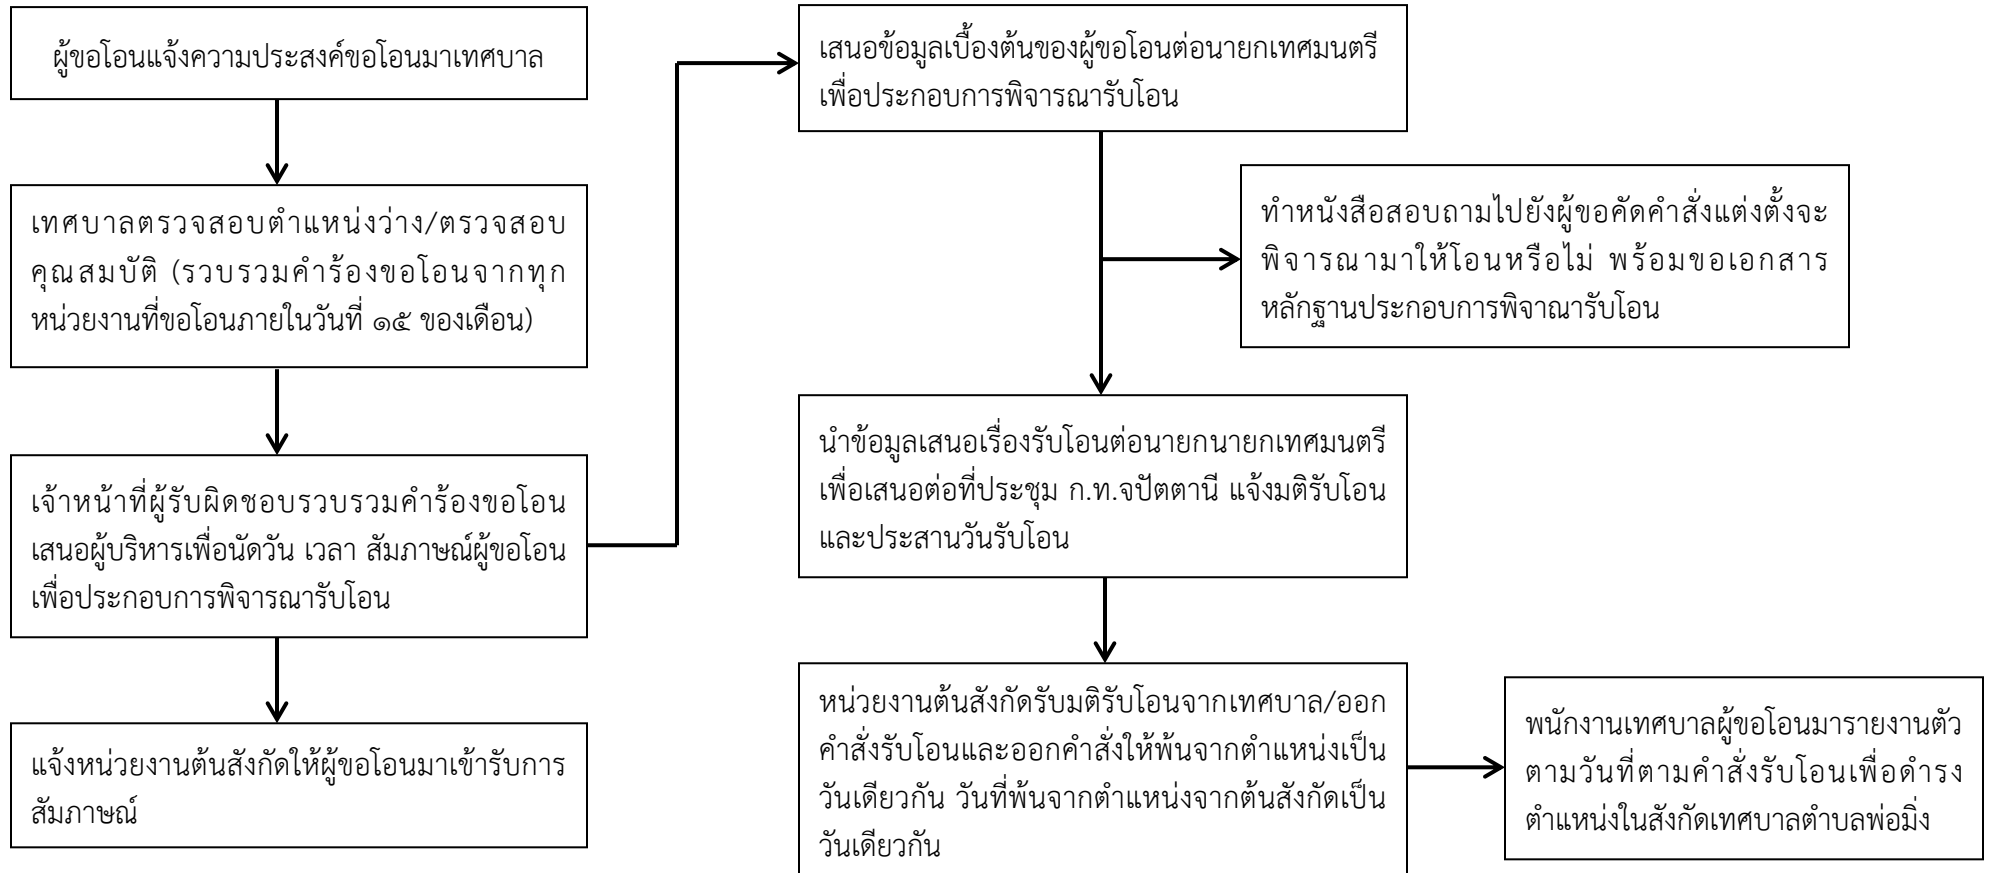 ผู้ขอโอนแจ้งความประสงค์ขอโอนมาเทศบาล
เทศบาลตรวจสอบตำแหน่งว่าง/ตรวจสอบ
คุณสมบัติ (รวบรวมคำร้องขอโอนจากทุก
หน่วยงานที่ขอโอนภายในวันที่ ๑๕ ของเดือน)
เจ้าหน้าที่ผู้รับผิดชอบรวบรวมคำร้องขอโอน
เสนอผู้บริหารเพื่อนัดวัน เวลา สัมภาษณ์ผู้ขอโอน
เพื่อประกอบการพิจารณารับโอน
แจ้งหน่วยงานต้นสังกัดให้ผู้ขอโอนมาเข้ารับการ
สัมภาษณ์
เสนอข้อมูลเบื้องต้นของผู้ขอโอนต่อนายกเทศมนตรี
เพื่อประกอบการพิจารณารับโอน
ทำหนังสือสอบถามไปยังผู้ขอคัดคำสั่งแต่งตั้งจะ
พิจารณามาให้โอนหรือไม่ พร้อมขอเอกสาร
หลักฐานประกอบการพิจาณารับโอน
นำข้อมูลเสนอเรื่องรับโอนต่อนายกนายกเทศมนตรี
เพื่อเสนอต่อที่ประชุม ก.ท.จปัตตานี แจ้งมติรับโอน
และประสานวันรับโอน
หน่วยงานต้นสังกัดรับมติรับโอนจากเทศบาล/ออก
คำสั่งรับโอนและออกคำสั่งให้พ้นจากตำแหน่งเป็น
วันเดียวกัน วันที่พ้นจากตำแหน่งจากต้นสังกัดเป็น
วันเดียวกัน
พนักงานเทศบาลผู้ขอโอนมารายงานตัว
ตามวันที่ตามคำสั่งรับโอนเพื่อดำรง
ตำแหน่งในสังกัดเทศบาลตำบลพ่อมิ่ง